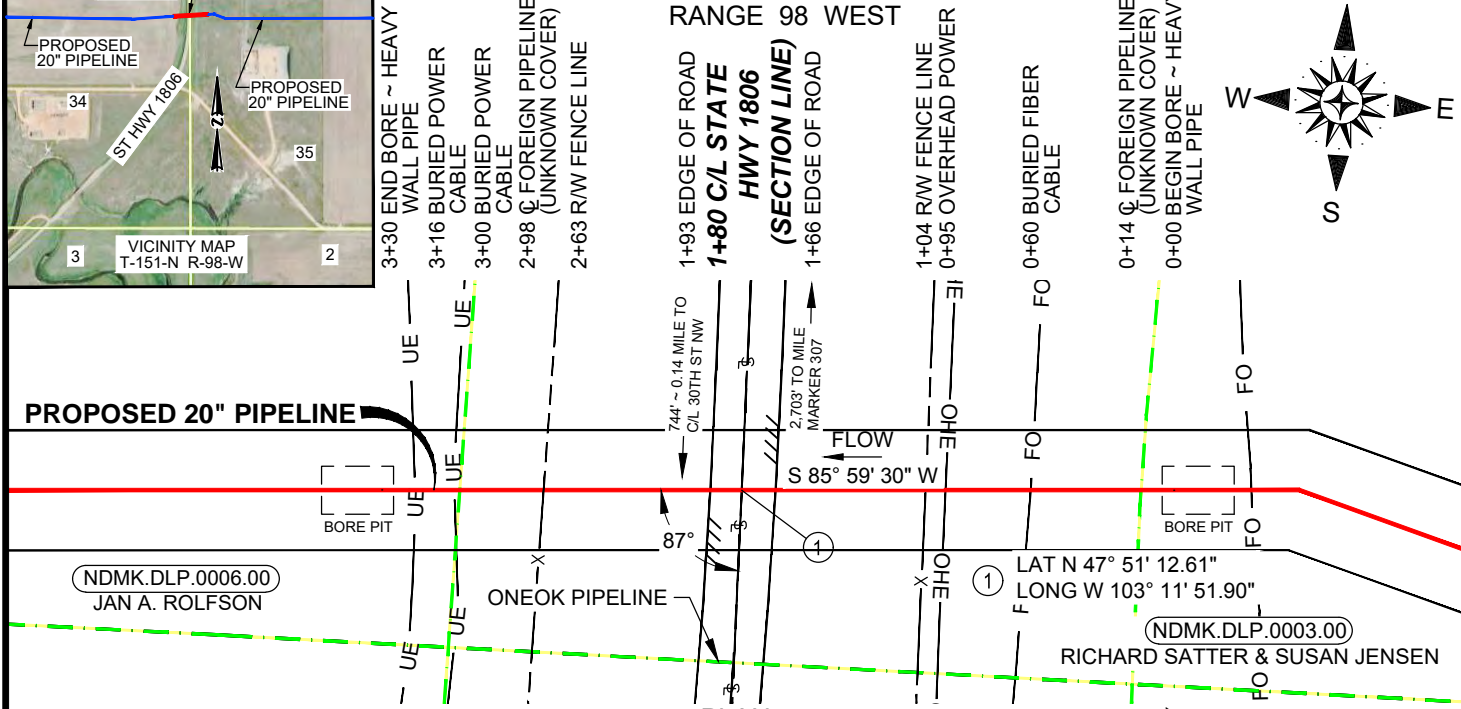 RANGE 98 WEST
PROPOSED
20" PIPELINE
PROPOSED
20" PIPELINE
34
ST HWY 1806
N
35
3
VICINITY MAP
T-151-N R-98-W
2
3+30 END BORE ~ HEAVY
WALL PIPE
3+16 BURIED POWER
CABLE
3+00 BURIED POWER
CABLE
2+98 ℄ FOREIGN PIPELINE
(UNKNOWN COVER)
2+63 R/W FENCE LINE
1+93 EDGE OF ROAD
1+80 C/L STATE
HWY 1806
(SECTION LINE)
1+66 EDGE OF ROAD
1+04 R/W FENCE LINE
0+95 OVERHEAD POWER
0+60 BURIED FIBER
CABLE
0+14 ℄ FOREIGN PIPELINE
(UNKNOWN COVER)
0+00 BEGIN BORE ~ HEAVY
WALL PIPE
W
E
S
UE
UE
UE
FO
FO
744' ~ 0.14 MILE TO
C/L 30TH ST NW
2,703' TO MILE
MARKER 307
℄
PROPOSED 20" PIPELINE
FLOW
S 85° 59' 30" W
OHE
FO
UE
UE
BORE PIT
BORE PIT
FO
87°
℄
1
X
X
OHE
1
LAT N 47° 51' 12.61"
LONG W 103° 11' 51.90"
NDMK.DLP.0006.00
JAN A. ROLFSON
ONEOK PIPELINE
UE
UE
NDMK.DLP.0003.00
RICHARD SATTER & SUSAN JENSEN
℄
FO